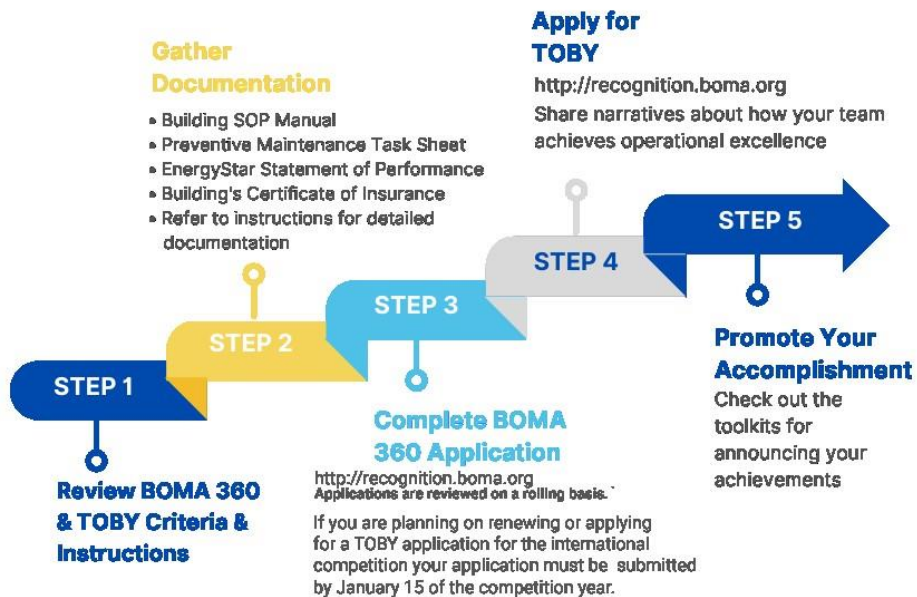 STEP 1
Review BOMA 360
& TOBY Criteria &
Instructions
Gather
Documentation
• Building SOP Manual
• Preventive Maintenance Task Sheet
• EnergyStar Statement of Performance
• Building's Certificate of Insurance
• Refer to instructions for detailed
documentation
STEP 2
STEP 3
Complete BOMA
360 Application
http://recognition.boma.org
Applications are reviewed on a rolling basis.
If you are planning on renewing or applying
for a TOBY application for the international
competition your application must be submitted
by January 15 of the competition year.
Apply for
TOBY
http://recognition.boma.org
Share narratives about how your team
achieves operational excellence
STEP 4
STEP 5
Promote Your
Accomplishment
Check out the
toolkits for
announcing your
achievements